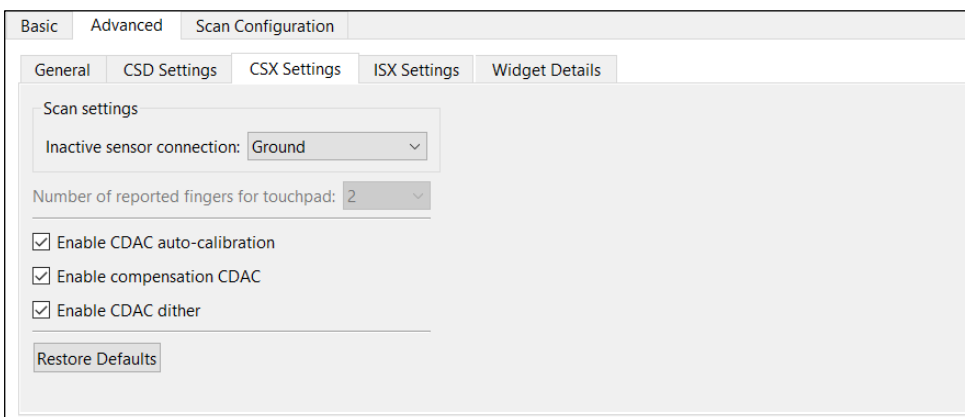 Basic Advanced Scan Configuration
General CSD Settings CSX Settings ISX Settings Widget Details
Scan settings
Inactive sensor connection: Ground
Number of reported fingers for touchpad: 2
Enable CDAC auto-calibration
Enable compensation CDAC
Enable CDAC dither
Restore Defaults